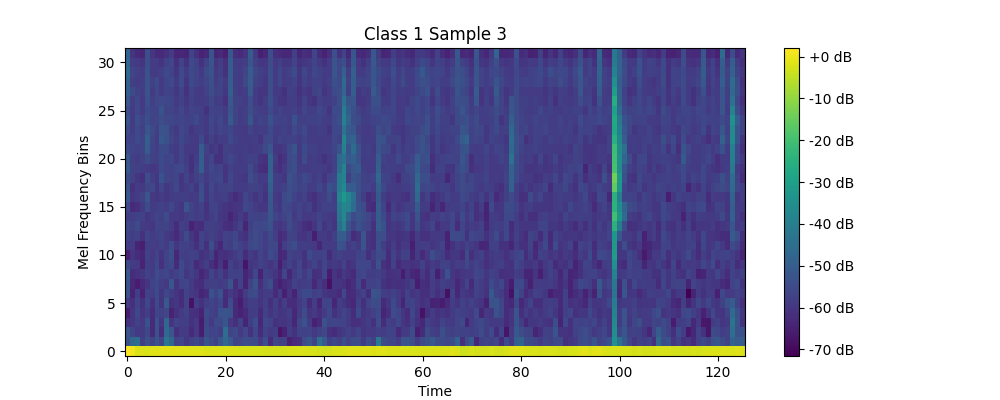 Class 1 Sample 3
Mel Frequency Bins
30
25
20
15
10
5
0
0 20 40 60 80 100 120
Time
+0 dB
-10 dB
-20 dB
-30 dB
-40 dB
-50 dB
-60 dB
-70 dB